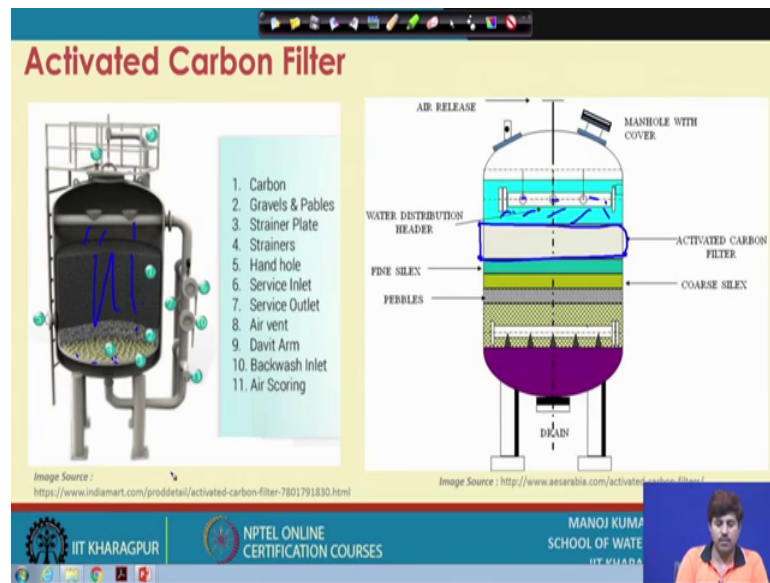 Activated Carbon Filter
1. Carbon
2. Gravels & Pables
3. Strainer Plate
4. Strainers
5. Hand hole
6. Service Inlet
7. Service Outlet
8. Air vent
9. Davit Arm
10. Backwash Inlet
11. Air Scoring
AIR RELEASE
MANHOLE WITH
COVER
WATER DISTRIBUTION
HEADER
ACTIVATED CARBON
FILTER
FINE SILEX
COARSE SILEX
PEBBLES
DRAIN
Image Source :
https://www.indiamart.com/proddetail/activated-carbon-filter-7801791830.html
Image Source : http://www.aesarabia.com/activated-carbon-filters/
IIT KHARAGPUR
NPTEL ONLINE
CERTIFICATION COURSES
MANOJ KUMA
SCHOOL OF WATE
IIT KHARA